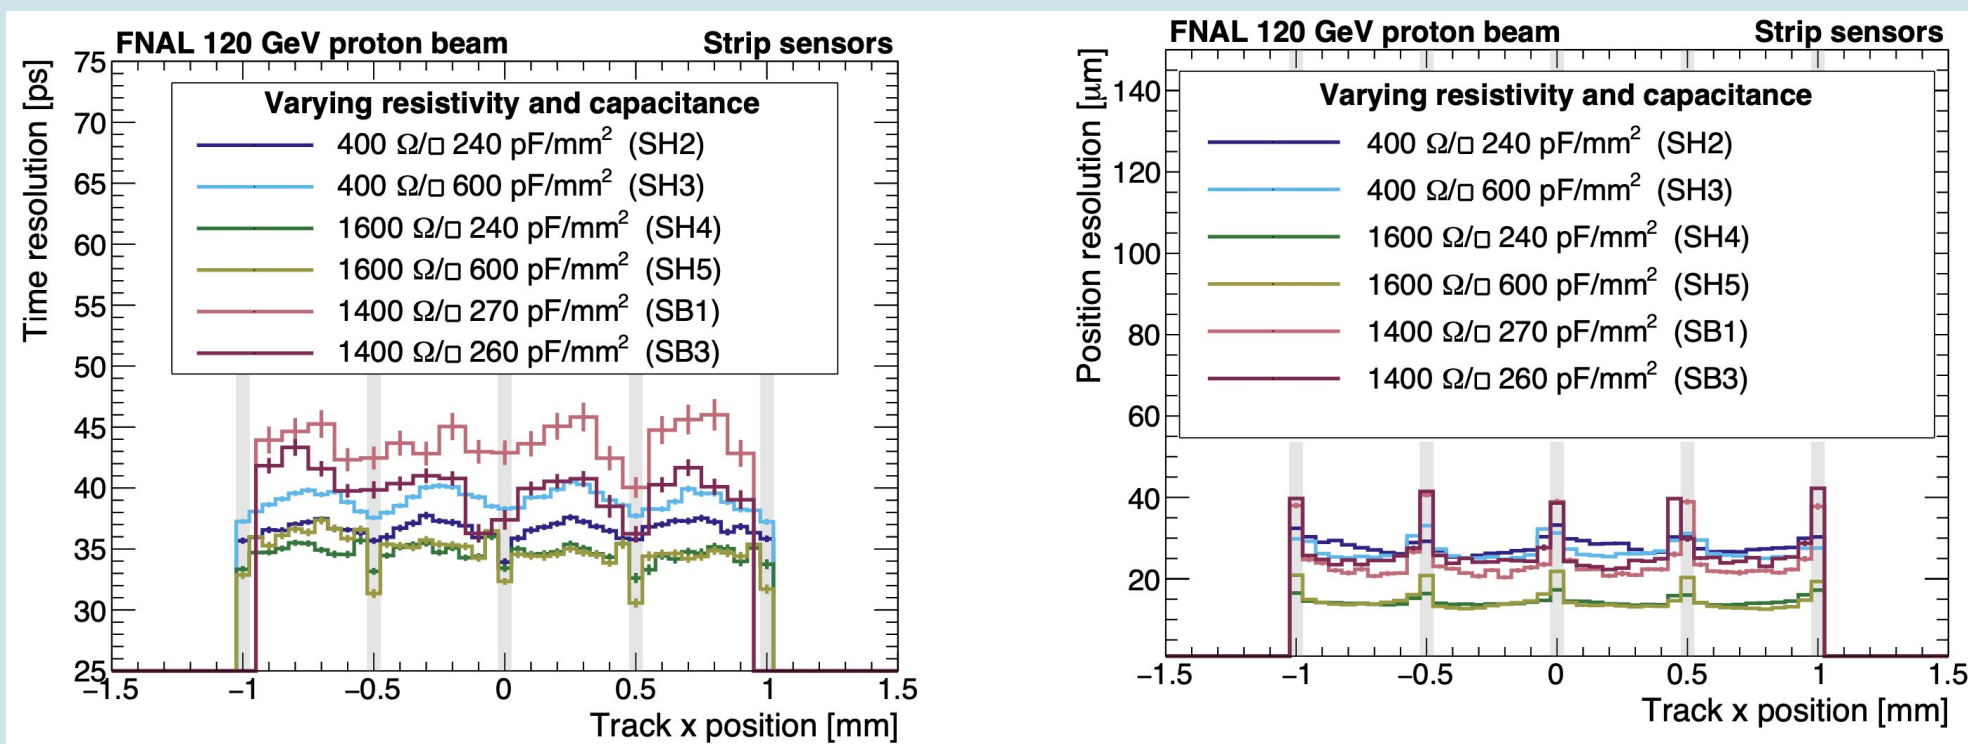 FNAL 120 GeV proton beam Strip sensors
Time resolution [ps]
75
70
65
60
55
50
45
40
35
30
25
Varying resistivity and capacitance
400 Ω/□ 240 pF/mm² (SH2)
400 Ω/□ 600 pF/mm² (SH3)
1600 Ω/□ 240 pF/mm² (SH4)
1600 Ω/□ 600 pF/mm² (SH5)
1400 Ω/□ 270 pF/mm² (SB1)
1400 Ω/□ 260 pF/mm² (SB3)
−1.5 −1 −0.5 0 0.5 1 1.5
Track x position [mm]
FNAL 120 GeV proton beam Strip sensors
Position resolution [μm]
140
120
100
80
60
40
20
Varying resistivity and capacitance
400 Ω/□ 240 pF/mm² (SH2)
400 Ω/□ 600 pF/mm² (SH3)
1600 Ω/□ 240 pF/mm² (SH4)
1600 Ω/□ 600 pF/mm² (SH5)
1400 Ω/□ 270 pF/mm² (SB1)
1400 Ω/□ 260 pF/mm² (SB3)
−1.5 −1 −0.5 0 0.5 1 1.5
Track x position [mm]